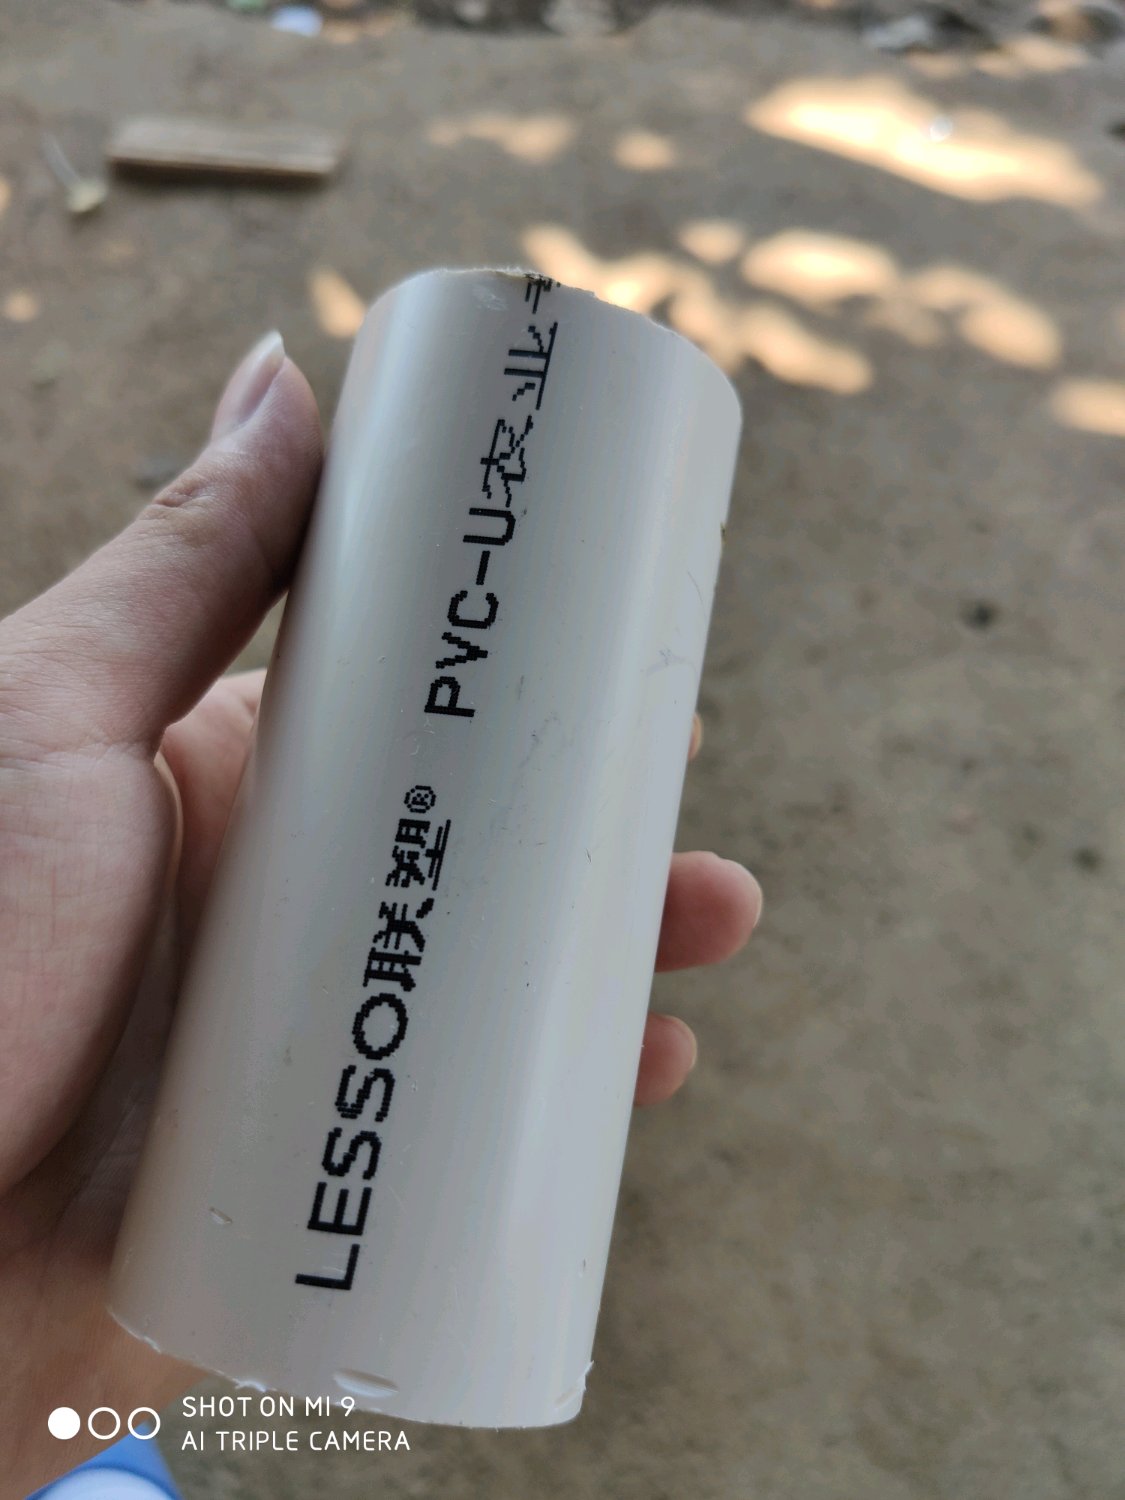 LESSO联塑® PVC-U农业
SHOT ON MI 9
AI TRIPLE CAMERA